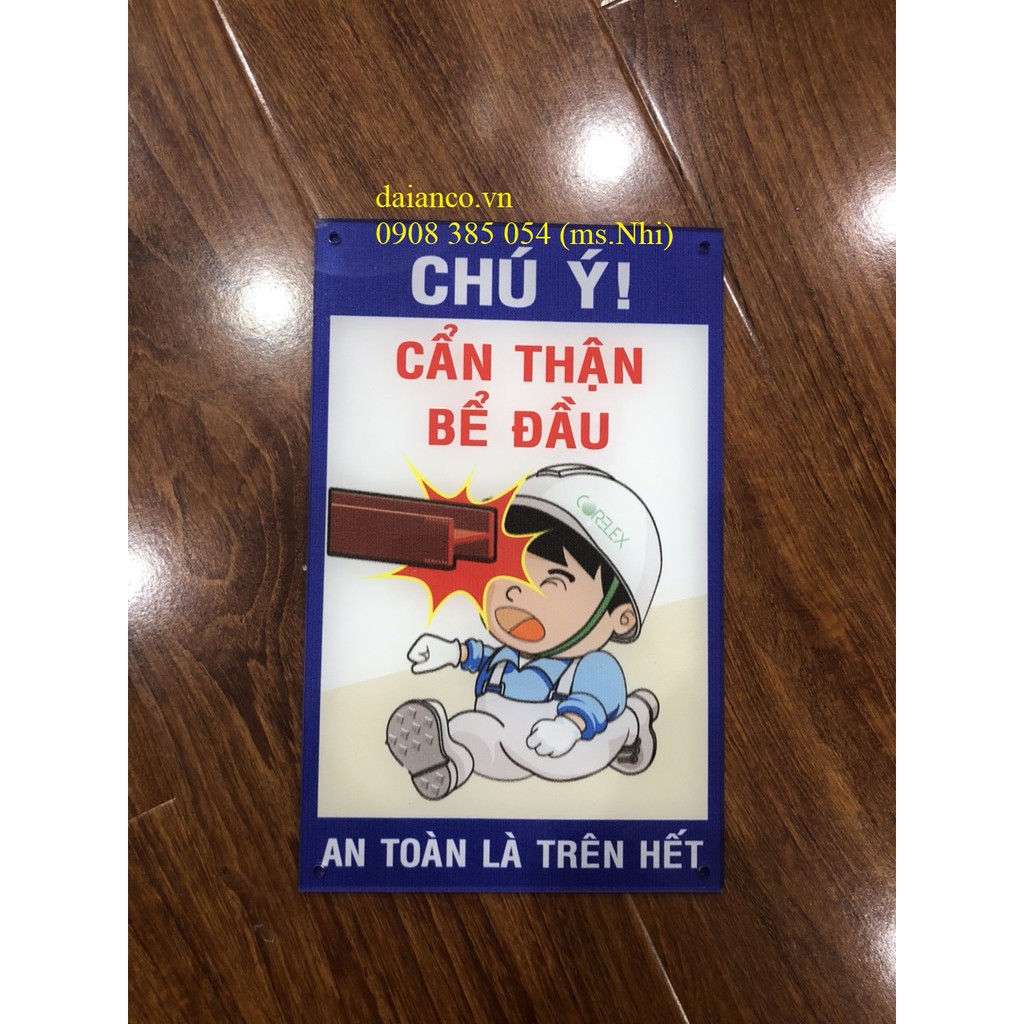 daianco.vn
0908 385 054 (ms.Nhi)
CHÚ Ý!
CẨN THẬN
BỂ ĐẦU
CORELEX
AN TOÀN LÀ TRÊN HẾT